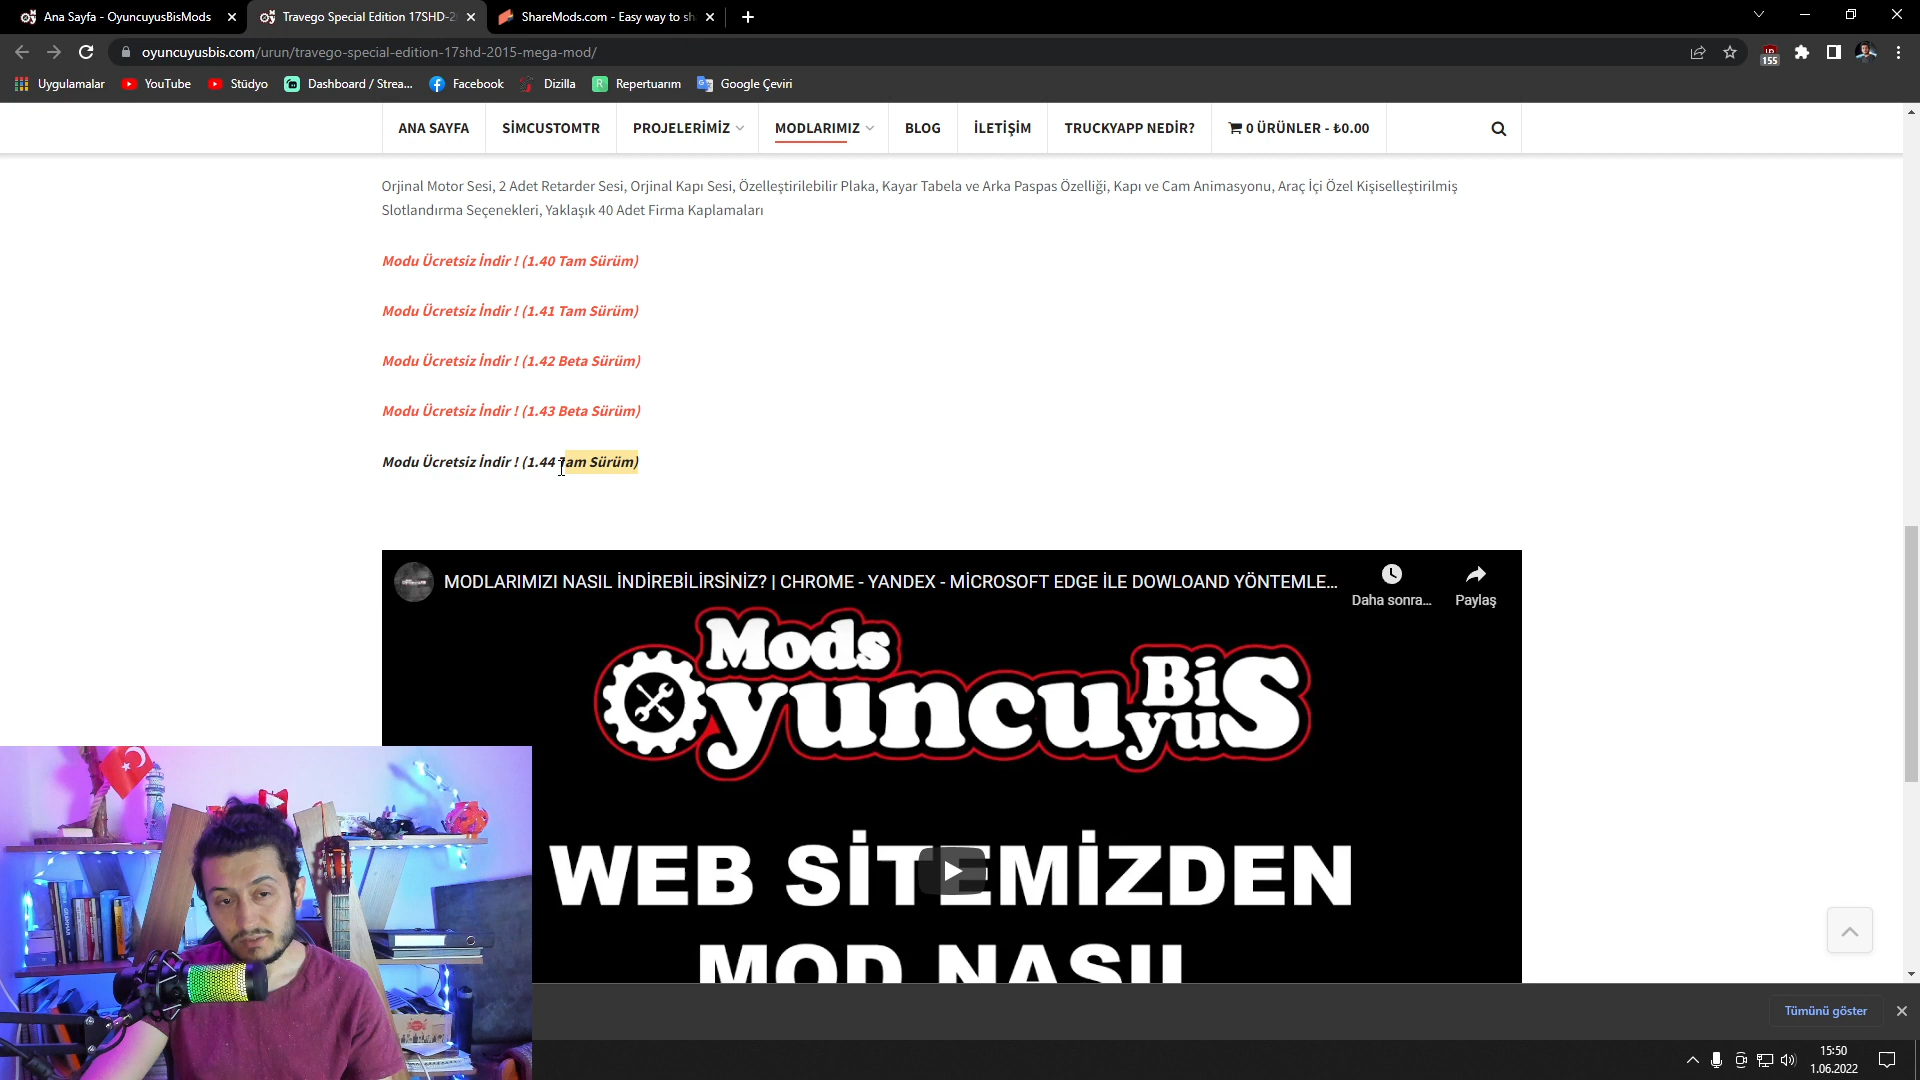 Ana Sayfa - OyuncuyusBisMods
Travego Special Edition 17SHD-2
ShareMods.com - Easy way to sh
oyuncuyusbis.com/urun/travego-special-edition-17shd-2015-mega-mod/
155
Uygulamalar
YouTube
Stüdyo
Dashboard / Strea...
Facebook
Dizilla
Repertuarım
Google Çeviri
ANA SAYFA
SİMCUSTOMTR
PROJELERİMİZ
MODLARIMIZ
BLOG
İLETİŞİM
TRUCKYAPP NEDİR?
0 ÜRÜNLER - ₺0.00
Orjinal Motor Sesi, 2 Adet Retarder Sesi, Orjinal Kapı Sesi, Özelleştirilebilir Plaka, Kayar Tabela ve Arka Paspas Özelliği, Kapı ve Cam Animasyonu, Araç İçi Özel Kişiselleştirilmiş
Slotlandırma Seçenekleri, Yaklaşık 40 Adet Firma Kaplamaları
Modu Ücretsiz İndir ! (1.40 Tam Sürüm)
Modu Ücretsiz İndir ! (1.41 Tam Sürüm)
Modu Ücretsiz İndir ! (1.42 Beta Sürüm)
Modu Ücretsiz İndir ! (1.43 Beta Sürüm)
Modu Ücretsiz İndir ! (1.44 Tam Sürüm)
MODLARIMIZI NASIL İNDİREBİLİRSİNİZ? | CHROME - YANDEX - MİCROSOFT EDGE İLE DOWLOAND YÖNTEMLE...
Daha sonra...
Paylaş
Mods
OyuncuyusBiS
WEB SİTEMİZDEN
MOD NASIL
Tümünü göster
15:50
1.06.2022